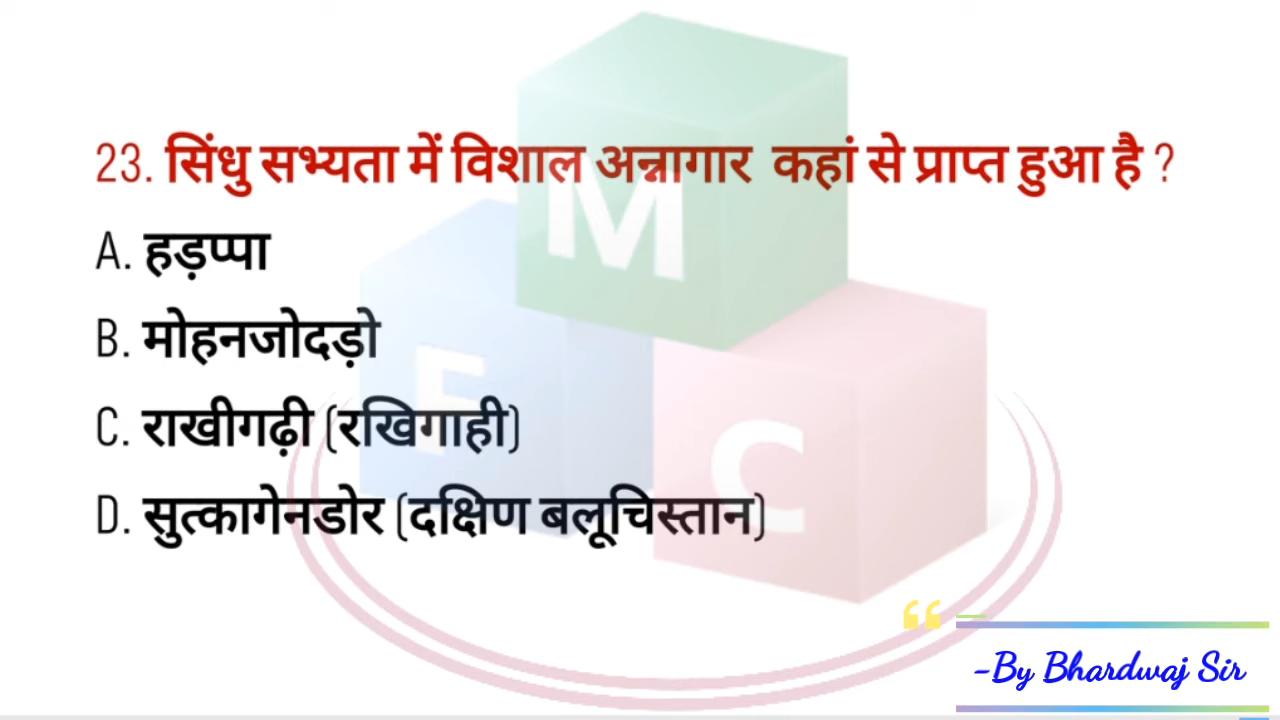 23. सिंधु सभ्यता में विशाल अन्नागार कहां से प्राप्त हुआ है ?
A. हड़प्पा
B. मोहनजोदड़ो
C. राखीगढ़ी (रखिगाही)
D. सुत्कागेनडोर (दक्षिण बलूचिस्तान)
M
F
C
“
-By Bhardwaj Sir